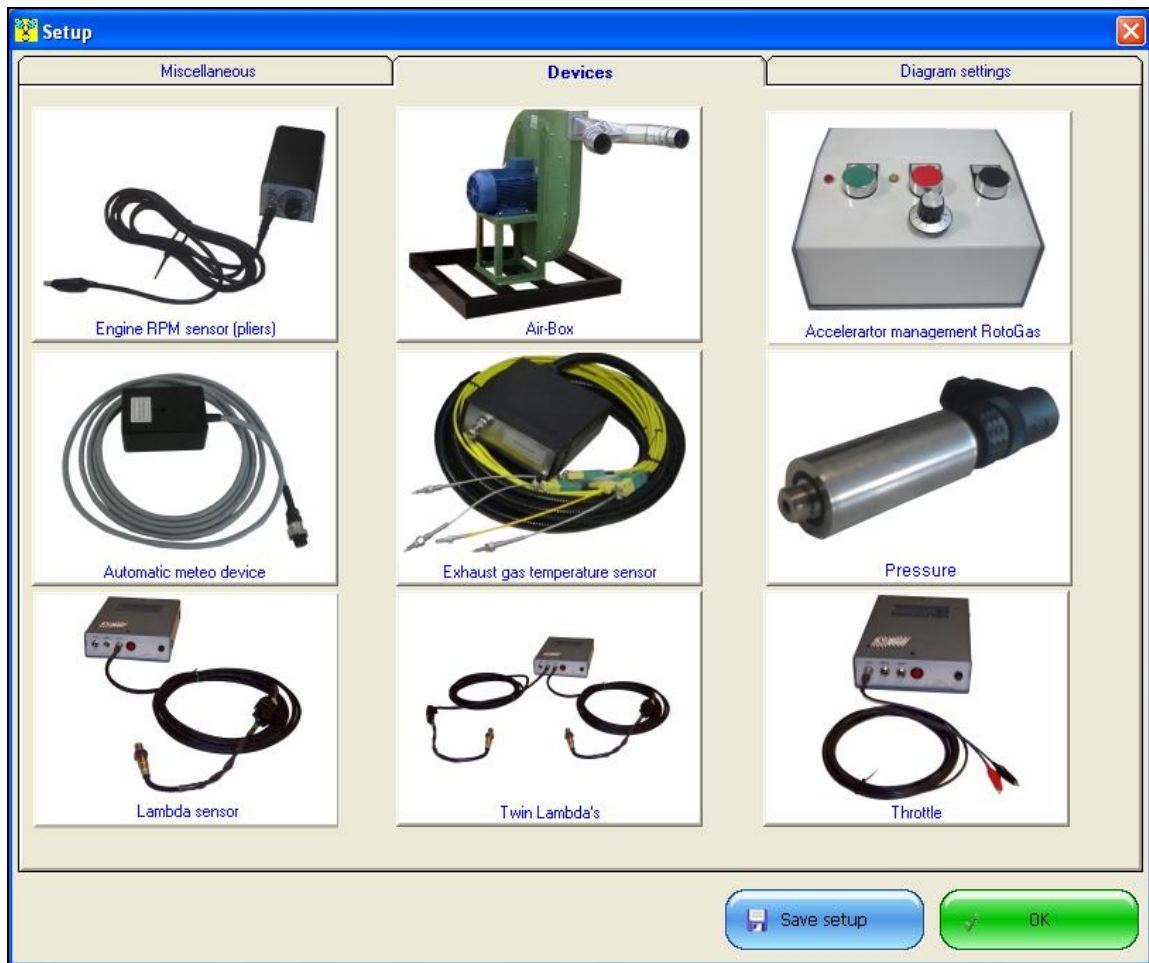 Setup
Miscellaneous
Devices
Diagram settings
Engine RPM sensor (pliers)
Air-Box
Accelerartor management RotoGas
Automatic meteo device
Exhaust gas temperature sensor
Pressure
Lambda sensor
Twin Lambda's
Throttle
Save setup
OK